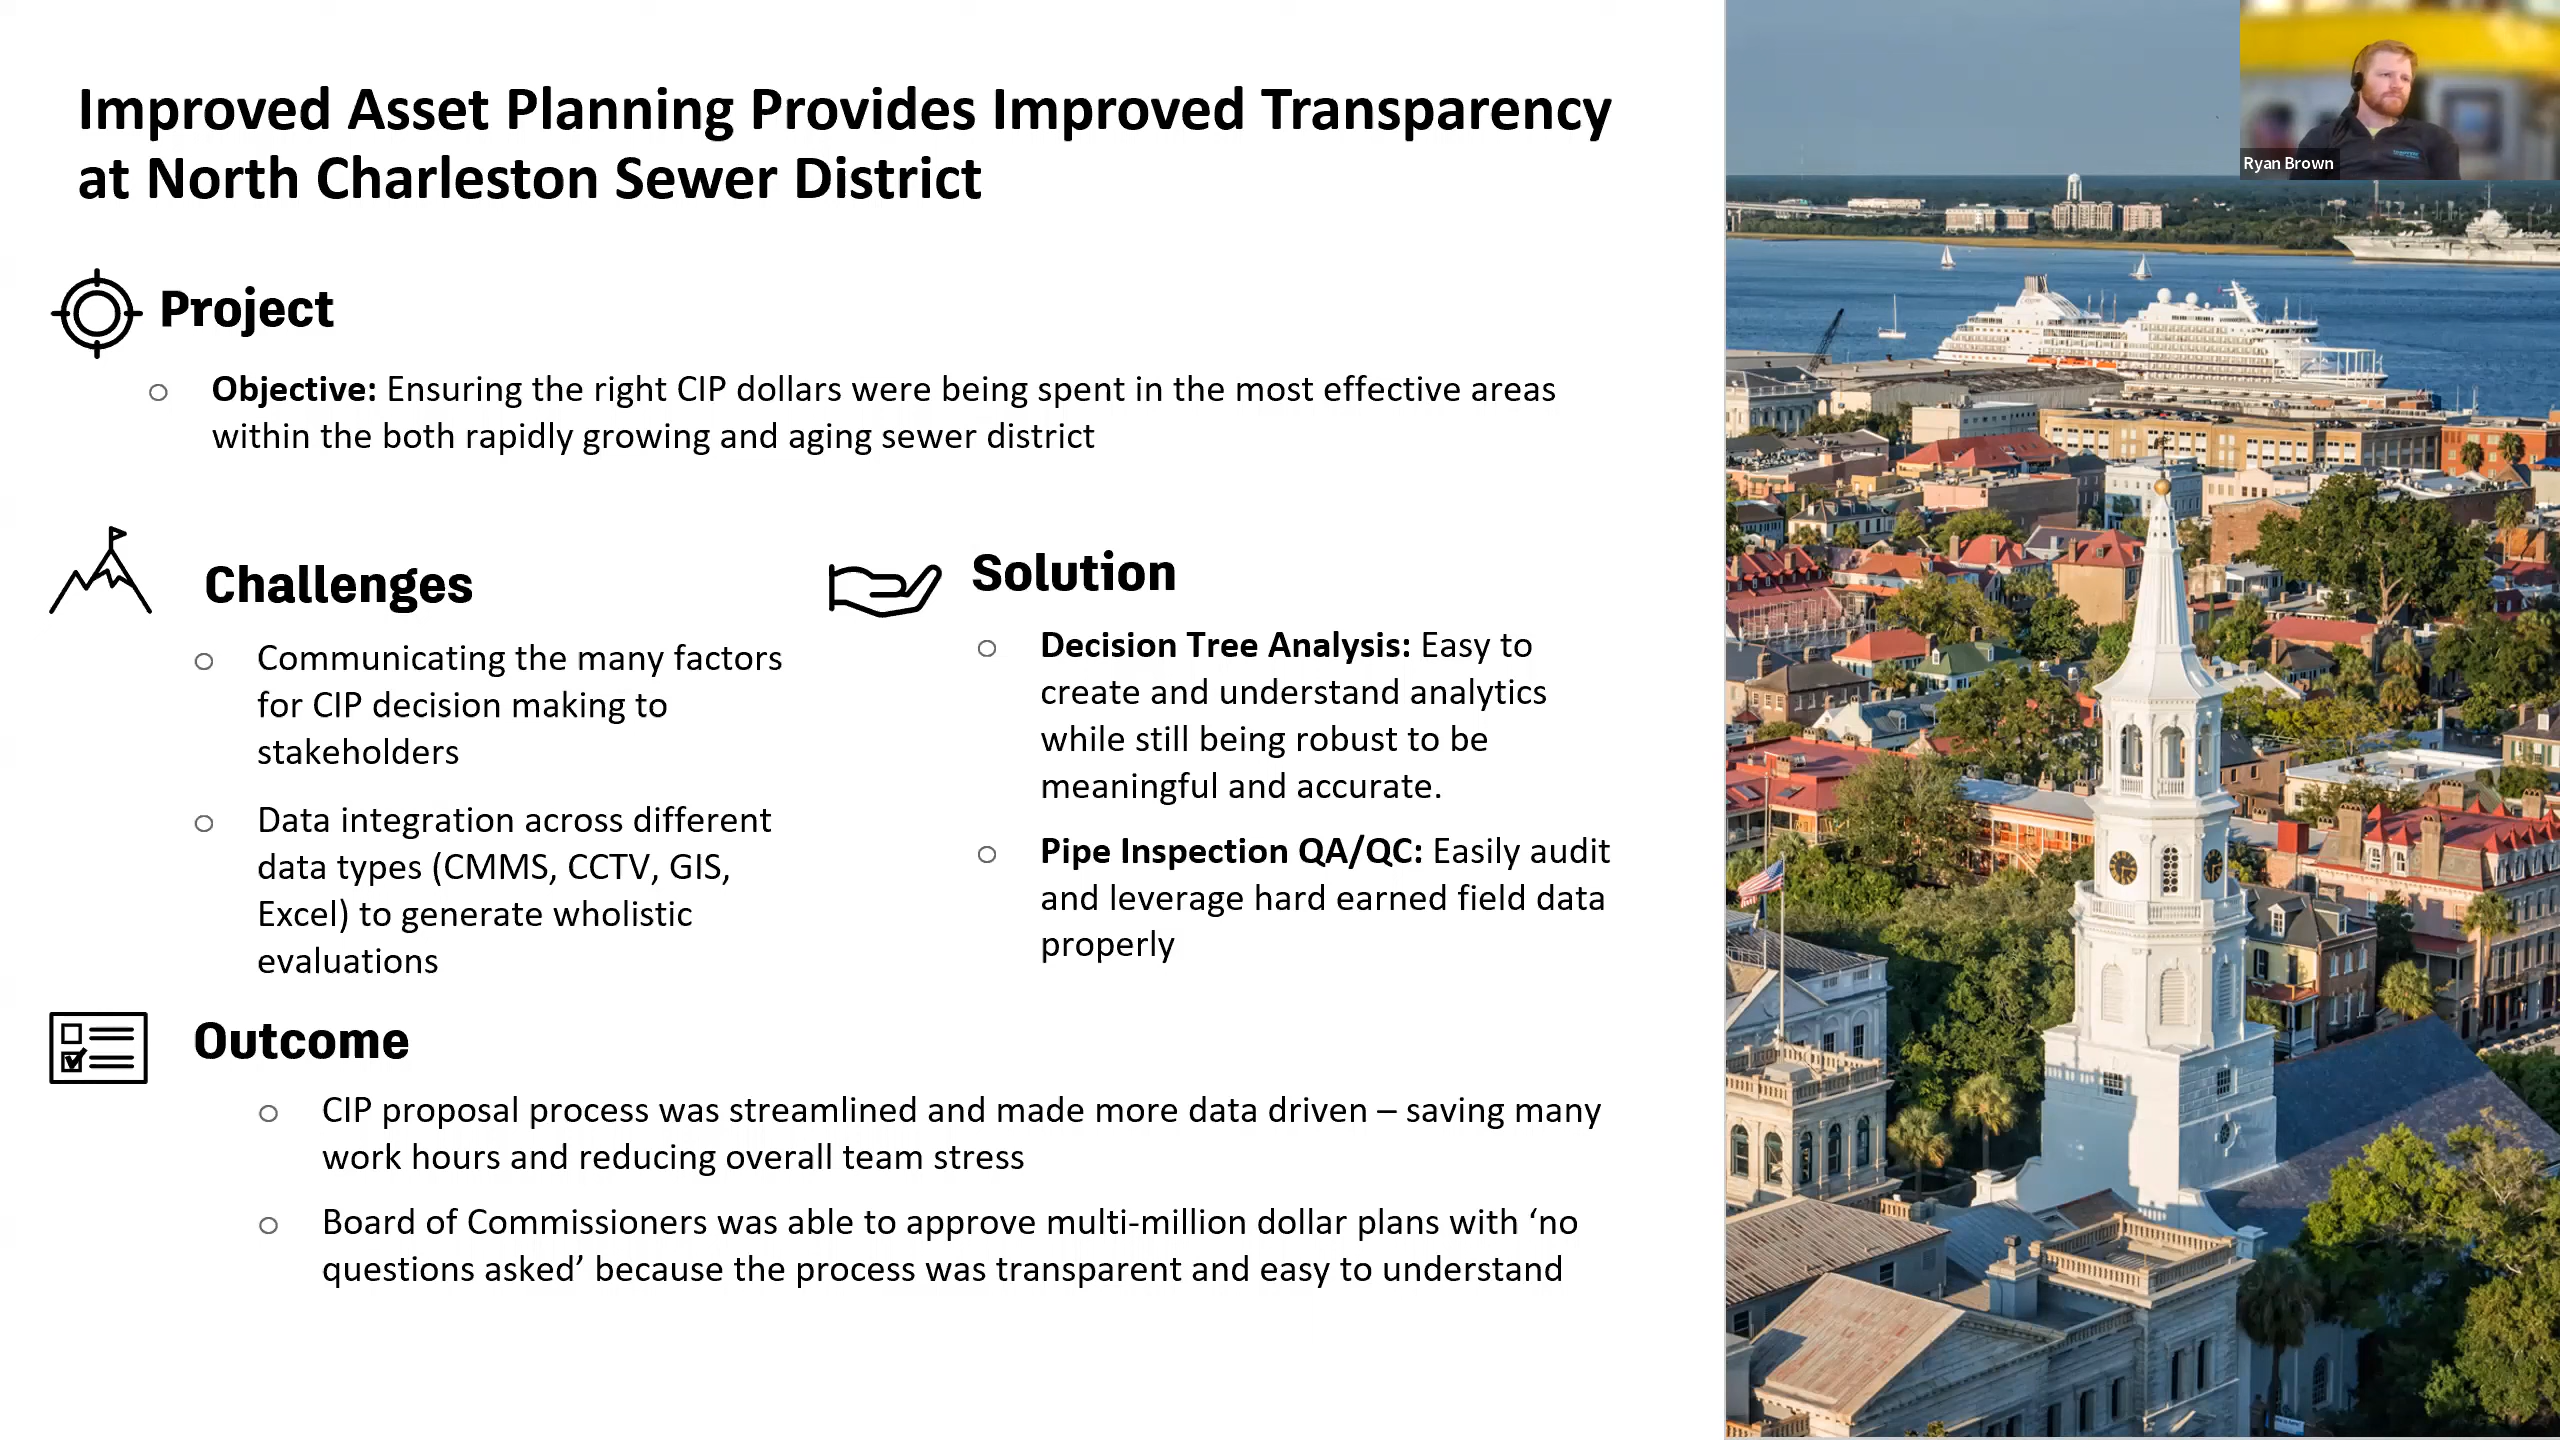 Improved Asset Planning Provides Improved Transparency
at North Charleston Sewer District
Ryan Brown
Project
Objective: Ensuring the right CIP dollars were being spent in the most effective areas
within the both rapidly growing and aging sewer district
Challenges
Communicating the many factors
for CIP decision making to
stakeholders
Data integration across different
data types (CMMS, CCTV, GIS,
Excel) to generate wholistic
evaluations
Solution
Decision Tree Analysis: Easy to
create and understand analytics
while still being robust to be
meaningful and accurate.
Pipe Inspection QA/QC: Easily audit
and leverage hard earned field data
properly
Outcome
CIP proposal process was streamlined and made more data driven – saving many
work hours and reducing overall team stress
Board of Commissioners was able to approve multi-million dollar plans with ‘no
questions asked’ because the process was transparent and easy to understand